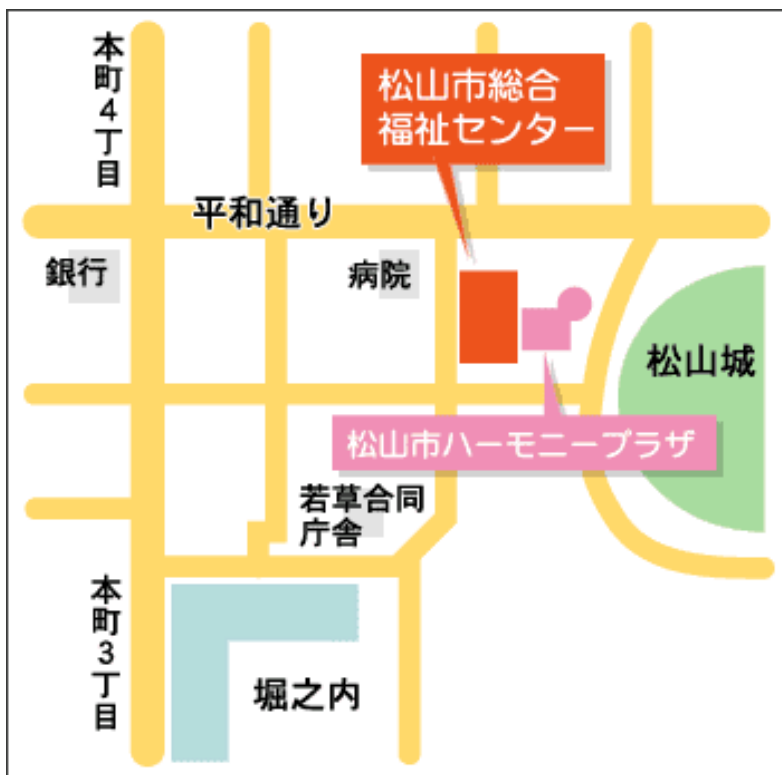 本町4丁目
松山市総合
福祉センター
平和通り
銀行
病院
松山城
松山市ハーモニープラザ
若草合同
庁舎
本町3丁目
堀之内